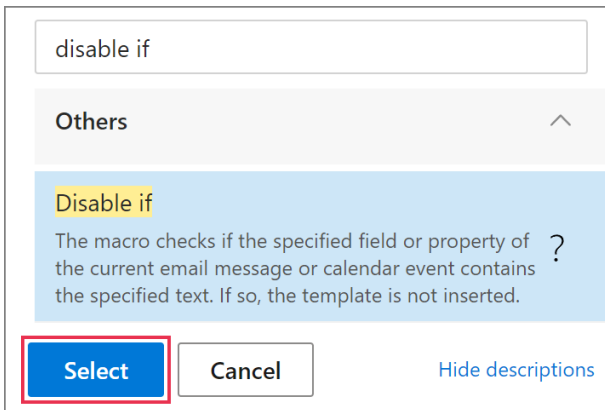 disable if
Others
Disable if
The macro checks if the specified field or property of
the current email message or calendar event contains
the specified text. If so, the template is not inserted.
?
Select
Cancel
Hide descriptions